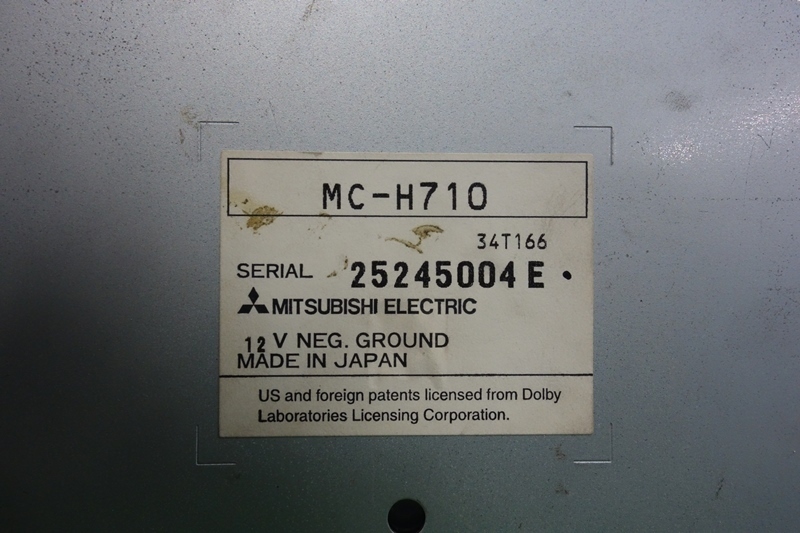 MC-H710
34T166
SERIAL 25245004E.
MITSUBISHI ELECTRIC
12 V NEG. GROUND
MADE IN JAPAN
US and foreign patents licensed from Dolby
Laboratories Licensing Corporation.